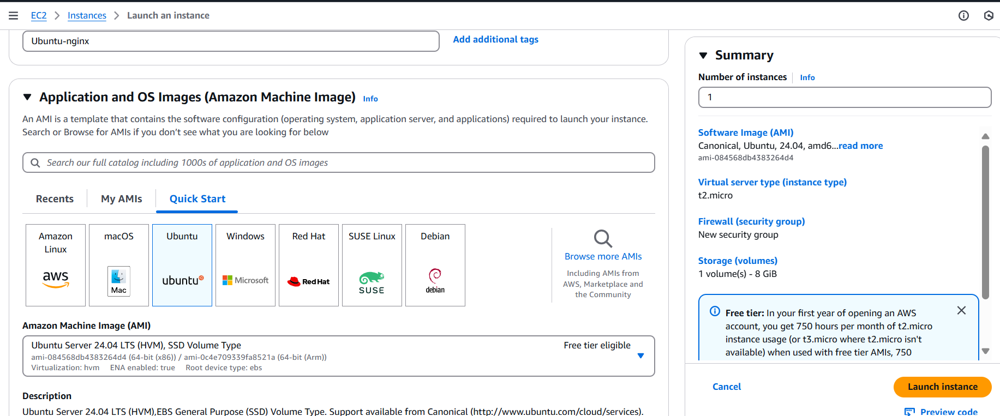 EC2 > Instances > Launch an instance
Ubuntu-nginx
Add additional tags
Application and OS Images (Amazon Machine Image) Info
An AMI is a template that contains the software configuration (operating system, application server, and applications) required to launch your instance.
Search or Browse for AMIs if you don’t see what you are looking for below
Search our full catalog including 1000s of application and OS images
Recents
My AMIs
Quick Start
Amazon
Linux
aws
macOS
Mac
Ubuntu
ubuntu
Windows
Microsoft
Red Hat
Red Hat
SUSE Linux
SUSE
Debian
debian
Browse more AMIs
Including AMIs from
AWS, Marketplace and
the Community
Amazon Machine Image (AMI)
Ubuntu Server 24.04 LTS (HVM), SSD Volume Type
Free tier eligible
ami-084568db4383264d4 (64-bit (x86)) / ami-0c4e709339fa8521a (64-bit (Arm))
Virtualization: hvm ENA enabled: true Root device type: ebs
Description
Ubuntu Server 24.04 LTS (HVM),EBS General Purpose (SSD) Volume Type. Support available from Canonical (http://www.ubuntu.com/cloud/services).
Summary
Number of instances Info
1
Software Image (AMI)
Canonical, Ubuntu, 24.04, amd6...read more
ami-084568db4383264d4
Virtual server type (instance type)
t2.micro
Firewall (security group)
New security group
Storage (volumes)
1 volume(s) - 8 GiB
Free tier: In your first year of opening an AWS
account, you get 750 hours per month of t2.micro
instance usage (or t3.micro where t2.micro isn't
available) when used with free tier AMIs, 750
Cancel
Launch instance
Preview code